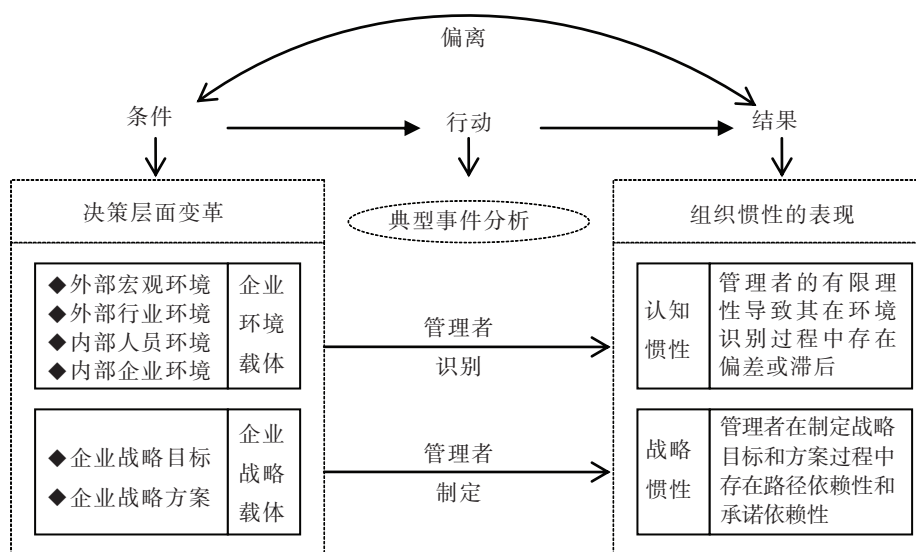 偏离
条件
行动
结果
决策层面变革
典型事件分析
组织惯性的表现
◆外部宏观环境
◆外部行业环境
◆内部人员环境
◆内部企业环境
企业
环境
载体
管理者
识别
认知
惯性
管理者的有限理
性导致其在环境
识别过程中存在
偏差或滞后
◆企业战略目标
◆企业战略方案
企业
战略
载体
管理者
制定
战略
惯性
管理者在制定战略
目标和方案过程中
存在路径依赖性和
承诺依赖性